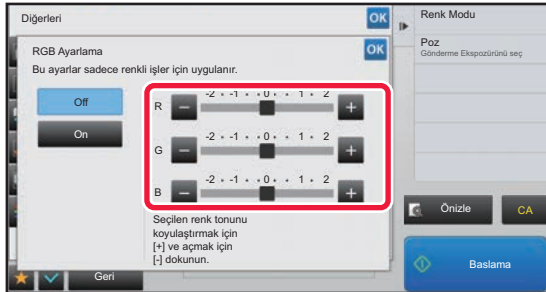 Diğerleri
OK
Renk Modu
RGB Ayarlama
OK
Poz
Gönderme Ekspozürünü seç
Bu ayarlar sadece renkli işler için uygulanır.
Off
On
-2 • -1 • • 0 • • 1 • 2
R − +
-2 • -1 • • 0 • • 1 • 2
G − +
-2 • -1 • • 0 • • 1 • 2
B − +
Seçilen renk tonunu
koyulaştırmak için
[+] ve açmak için
[-] dokunun.
Önizle
CA
Geri
Baslama